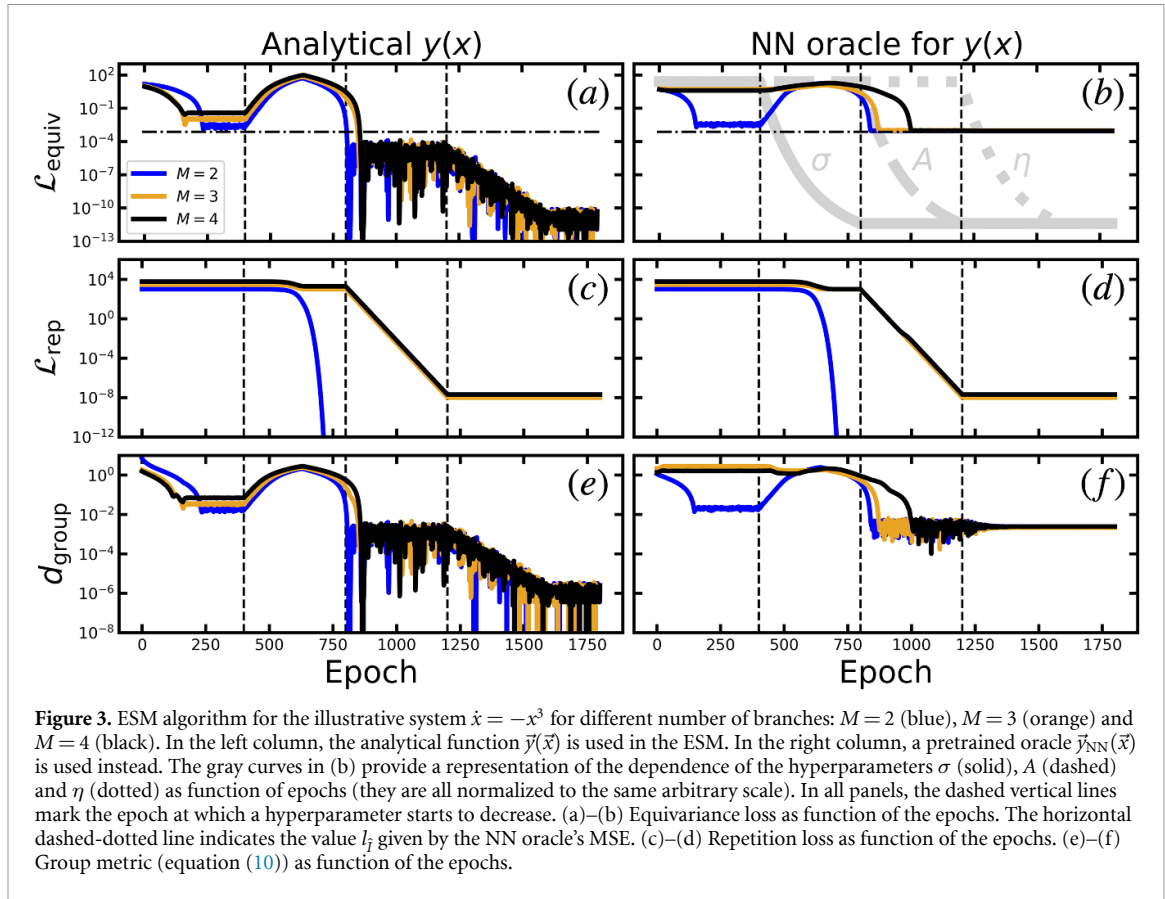 Analytical y(x)
NN oracle for y(x)
(a)
(b)
10² 10⁻¹ 10⁻⁴ 10⁻⁷ 10⁻¹⁰ 10⁻¹³
ℒequiv
M = 2
M = 3
M = 4
σ A η
(c)
(d)
10⁴ 10⁰ 10⁻⁴ 10⁻⁸ 10⁻¹²
ℒrep
(e)
(f)
10⁰ 10⁻² 10⁻⁴ 10⁻⁶ 10⁻⁸
dgroup
0 250 500 750 1000 1250 1500 1750
0 250 500 750 1000 1250 1500 1750
Epoch
Epoch
Figure 3. ESM algorithm for the illustrative system ẋ = −x³ for different number of branches: M = 2 (blue), M = 3 (orange) and
M = 4 (black). In the left column, the analytical function y⃗(x⃗) is used in the ESM. In the right column, a pretrained oracle y⃗NN(x⃗)
is used instead. The gray curves in (b) provide a representation of the dependence of the hyperparameters σ (solid), A (dashed)
and η (dotted) as function of epochs (they are all normalized to the same arbitrary scale). In all panels, the dashed vertical lines
mark the epoch at which a hyperparameter starts to decrease. (a)–(b) Equivariance loss as function of the epochs. The horizontal
dashed-dotted line indicates the value l_Î given by the NN oracle's MSE. (c)–(d) Repetition loss as function of the epochs. (e)–(f)
Group metric (equation (10)) as function of the epochs.